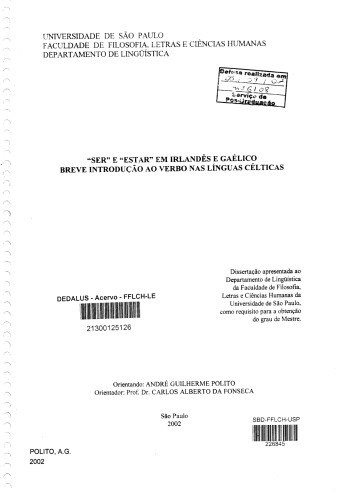 UNIVERSIDADE DE SÃO PAULO
FACULDADE DE FILOSOFIA, LETRAS E CIÊNCIAS HUMANAS
DEPARTAMENTO DE LINGÜÍSTICA
Defesa realizada em
Serviço de
Pós-Graduação
"SER" E "ESTAR" EM IRLANDÊS E GAÉLICO
BREVE INTRODUÇÃO AO VERBO NAS LÍNGUAS CÉLTICAS
Dissertação apresentada ao
Departamento de Lingüística
da Faculdade de Filosofia,
Letras e Ciências Humanas da
Universidade de São Paulo,
como requisito para a obtenção
do grau de Mestre.
DEDALUS - Acervo - FFLCH-LE
21300125126
Orientando: ANDRÉ GUILHERME POLITO
Orientador: Prof. Dr. CARLOS ALBERTO DA FONSECA
São Paulo
2002
SBD-FFLCH-USP
226845
POLITO, A.G.
2002